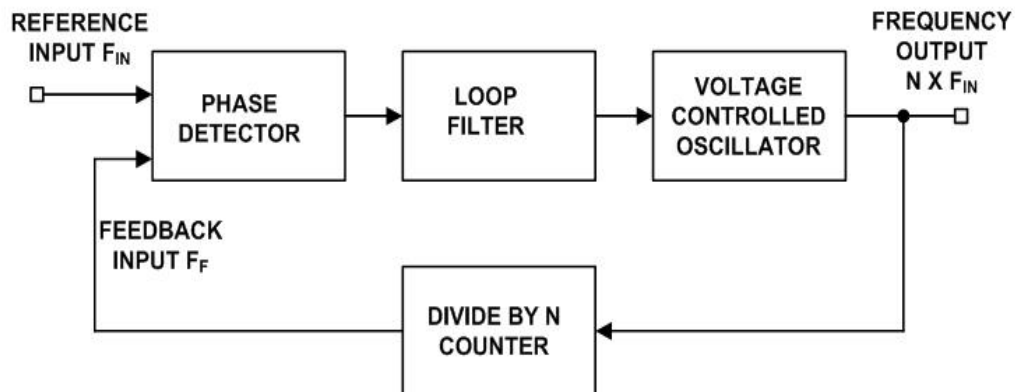 REFERENCE
INPUT FIN
PHASE
DETECTOR
LOOP
FILTER
VOLTAGE
CONTROLLED
OSCILLATOR
FREQUENCY
OUTPUT
N X FIN
FEEDBACK
INPUT FF
DIVIDE BY N
COUNTER